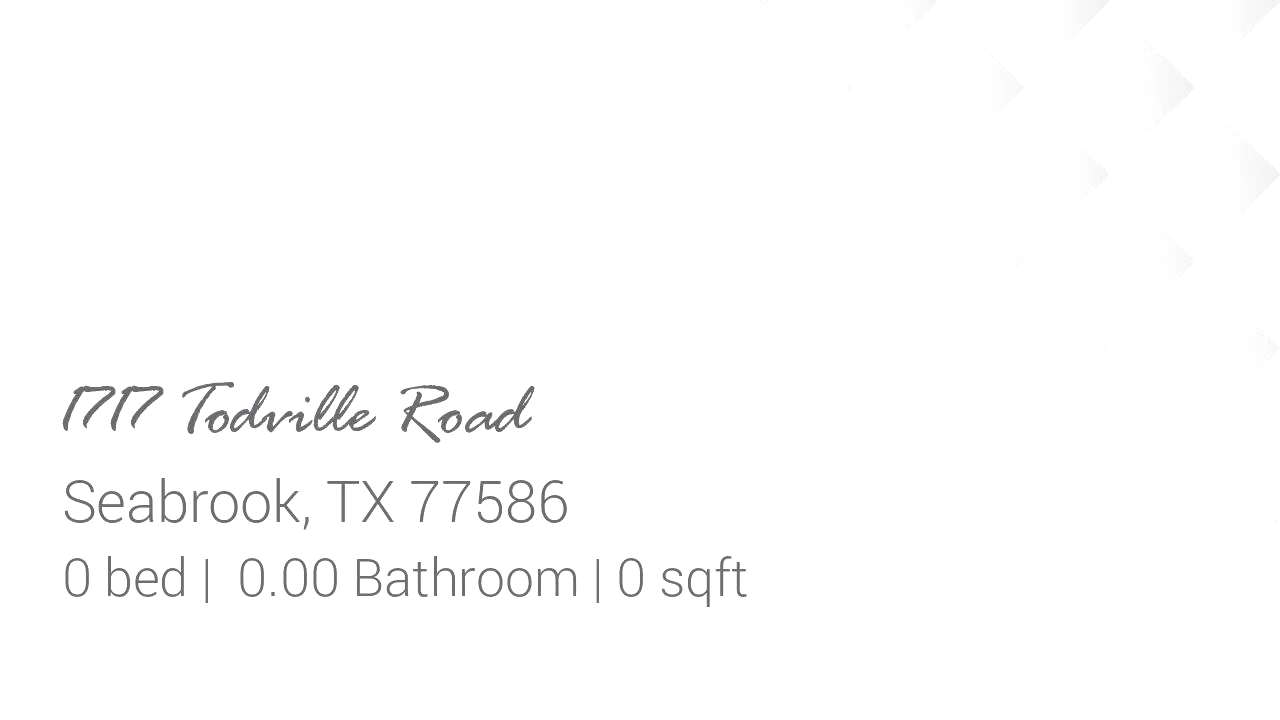 1717 Todville Road
Seabrook, TX 77586
0 bed | 0.00 Bathroom | 0 sqft